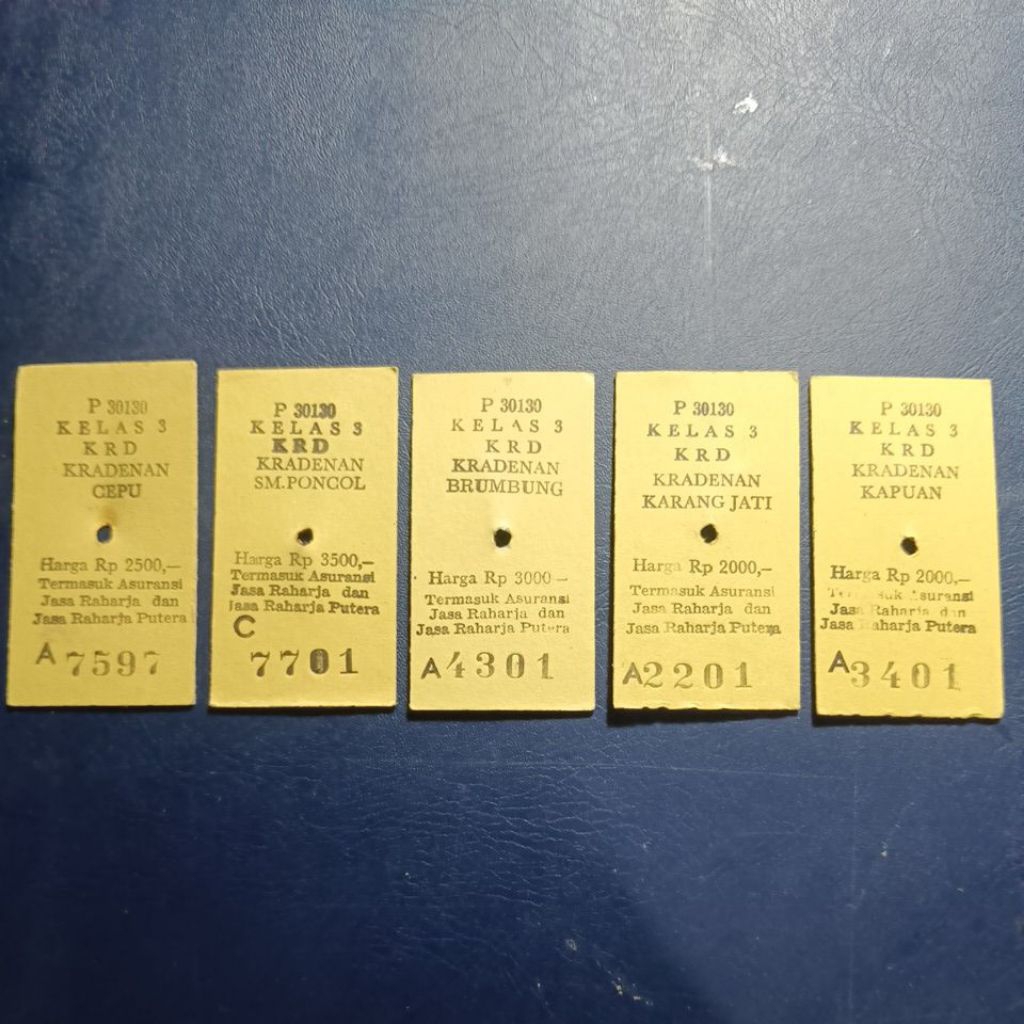 P 30130
KELAS 3
KRD
KRADENAN
CEPU
Harga Rp 2500,–
Termasuk Asuransi
Jasa Raharja dan
Jasa Raharja Putera
A 7597
P 30130
KELAS 3
KRD
KRADENAN
SM.PONCOL
Harga Rp 3500,–
Termasuk Asuransi
Jasa Raharja dan
Jasa Raharja Putera
C
7701
P 30130
KELAS 3
KRD
KRADENAN
BRUMBUNG
Harga Rp 3000 –
Termasuk Asuransi
Jasa Raharja dan
Jasa Raharja Putera
A 4301
P 30130
KELAS 3
KRD
KRADENAN
KARANG JATI
Harga Rp 2000,–
Termasuk Asuransi
Jasa Raharja dan
Jasa Raharja Putera
A 2201
P 30130
KELAS 3
KRD
KRADENAN
KAPUAN
Harga Rp 2000,–
Termasuk Asuransi
Jasa Raharja dan
Jasa Raharja Putera
A 3401